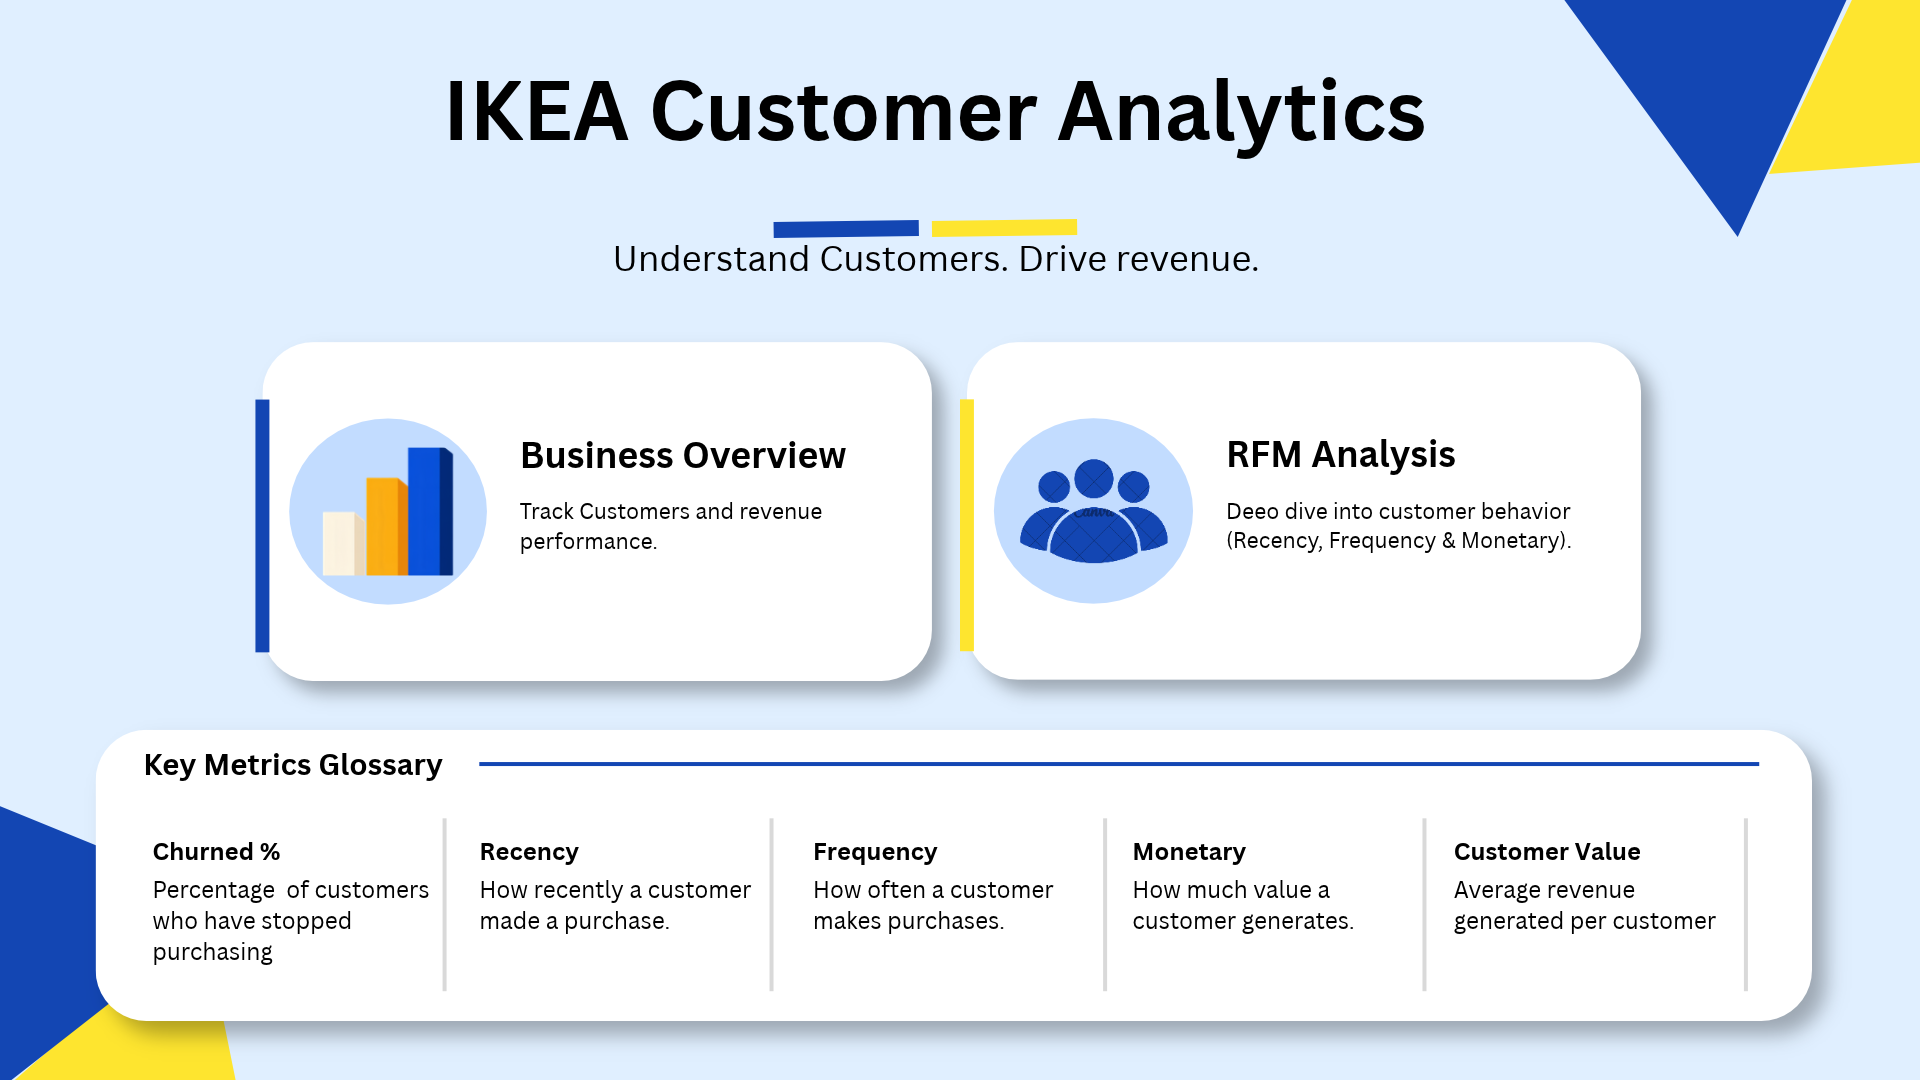 IKEA Customer Analytics
Understand Customers. Drive revenue.
Business Overview
Track Customers and revenue
performance.
Canva
RFM Analysis
Deeo dive into customer behavior
(Recency, Frequency & Monetary).
Key Metrics Glossary
Churned %
Percentage  of customers
who have stopped
purchasing
Recency
How recently a customer
made a purchase.
Frequency
How often a customer
makes purchases.
Monetary
How much value a
customer generates.
Customer Value
Average revenue
generated per customer